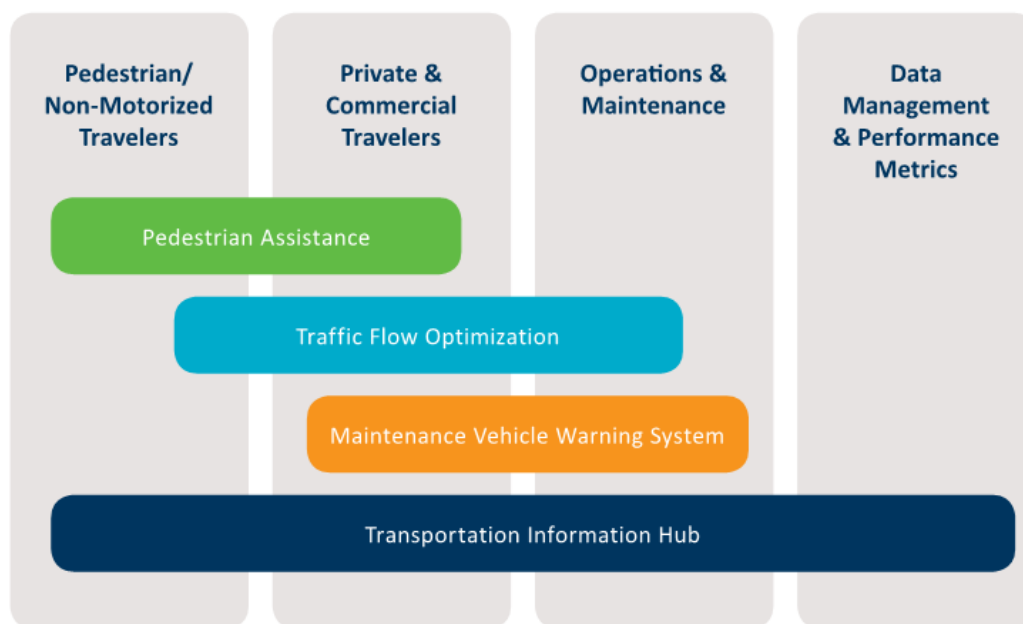 Pedestrian/
Non-Motorized
Travelers
Private &
Commercial
Travelers
Operations &
Maintenance
Data
Management
& Performance
Metrics
Pedestrian Assistance
Traffic Flow Optimization
Maintenance Vehicle Warning System
Transportation Information Hub